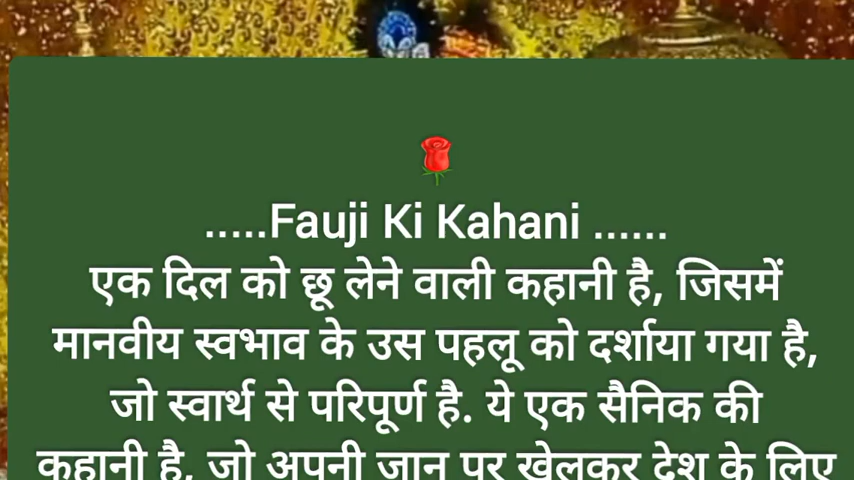 .....Fauji Ki Kahani ......
एक दिल को छू लेने वाली कहानी है, जिसमें
मानवीय स्वभाव के उस पहलू को दर्शाया गया है,
जो स्वार्थ से परिपूर्ण है. ये एक सैनिक की
कहानी है, जो अपनी जान पर खेलकर देश के लिए